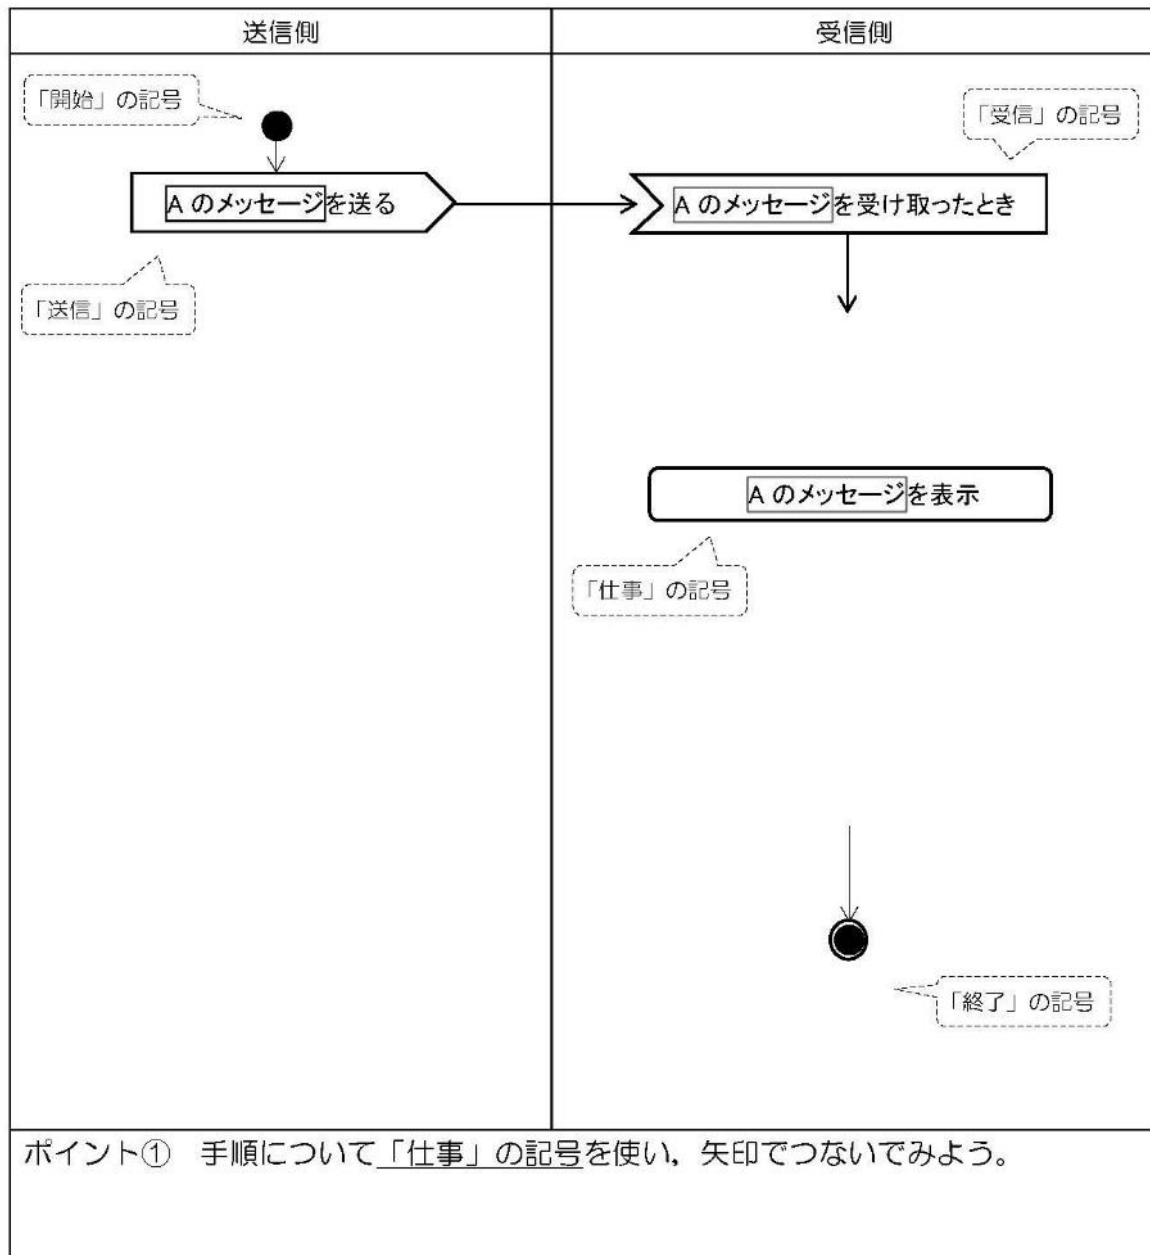 送信側
受信側
「開始」の記号
「受信」の記号
A のメッセージを送る
A のメッセージを受け取ったとき
「送信」の記号
A のメッセージを表示
「仕事」の記号
「終了」の記号
ポイント① 手順について「仕事」の記号を使い，矢印でつないでみよう。